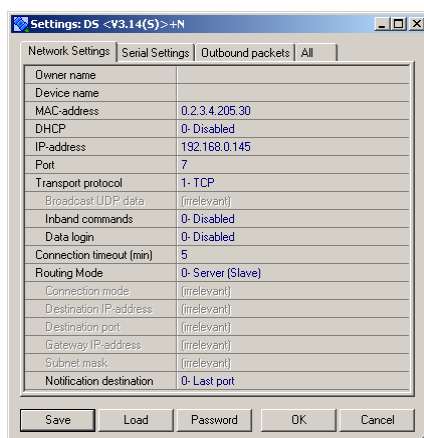 Settings: DS <¥3.14(5)>+N
Network Settings Serial Settings Outbound packets All
Owner name
Device name
MAC-address 0.2.3.4.205.30
DHCP 0- Disabled
IP-address 192.168.0.145
Port 7
Transport protocol 1- TCP
Broadcast UDP data (irrelevant)
Inband commands 0- Disabled
Data login 0- Disabled
Connection timeout (min) 5
Routing Mode 0- Server (Slave)
Connection mode (irrelevant)
Destination IP-address (irrelevant)
Destination port (irrelevant)
Gateway IP-address (irrelevant)
Subnet mask (irrelevant)
Notification destination 0- Last port
Save Load Password OK Cancel